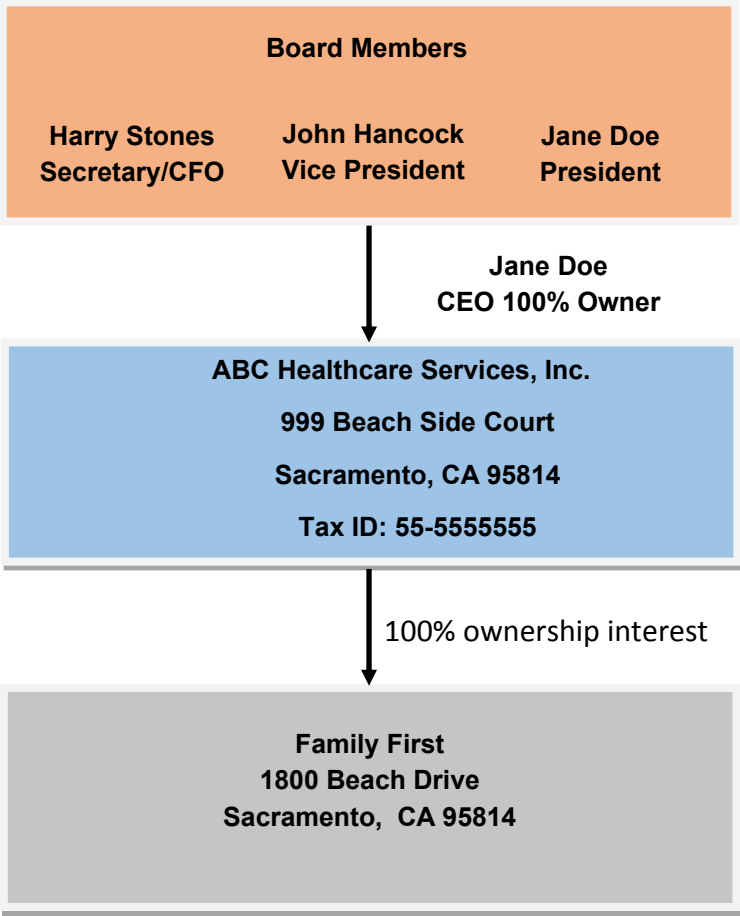 Board Members
Harry Stones
Secretary/CFO
John Hancock
Vice President
Jane Doe
President
Jane Doe
CEO 100% Owner
ABC Healthcare Services, Inc.
999 Beach Side Court
Sacramento, CA 95814
Tax ID: 55-5555555
100% ownership interest
Family First
1800 Beach Drive
Sacramento, CA 95814